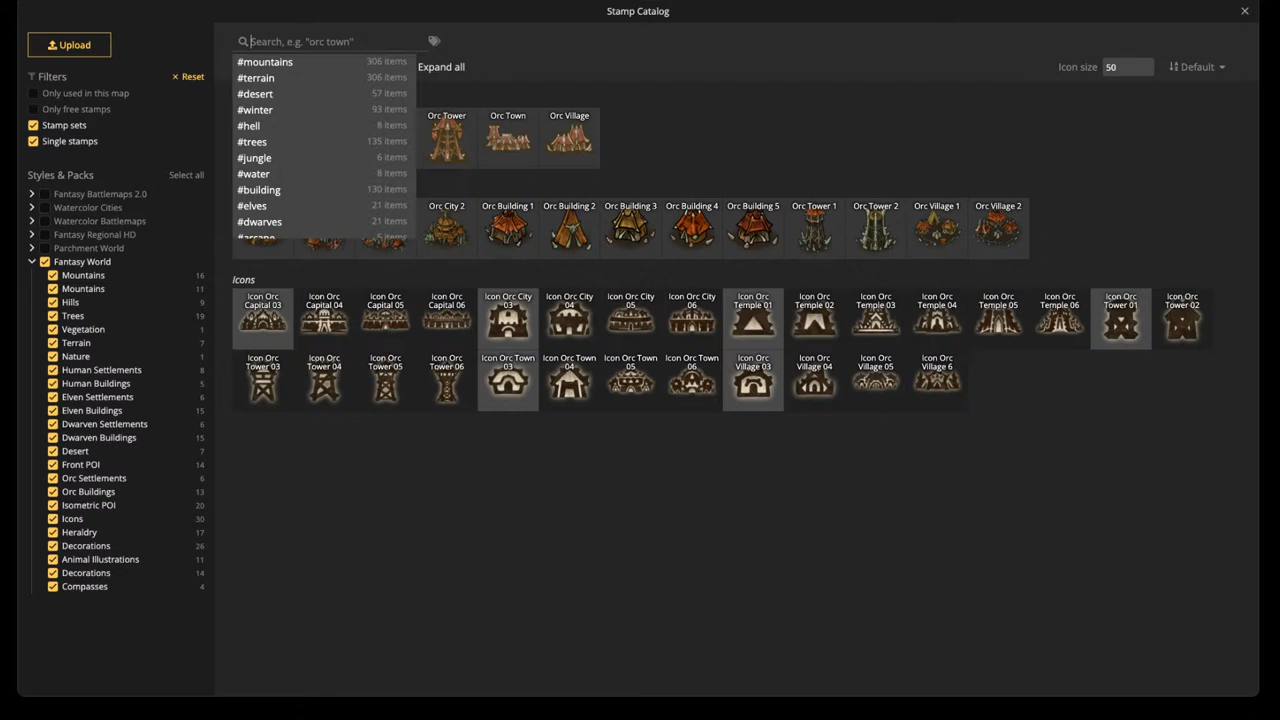 Stamp Catalog
Upload
Search, e.g. "orc town"
#mountains 306 items
#terrain 306 items
#desert 57 items
#winter 93 items
#hell 8 items
#trees 135 items
#jungle 6 items
#water 8 items
#building 130 items
#elves 21 items
#dwarves 21 items
Expand all
Icon size 50
Default
Filters
Reset
Only used in this map
Only free stamps
Stamp sets
Single stamps
Styles & Packs Select all
Fantasy Battlemaps 2.0
Watercolor Cities
Watercolor Battlemaps
Fantasy Regional HD
Parchment World
Fantasy World
Mountains 16
Mountains 11
Hills 9
Trees 19
Vegetation 1
Terrain 7
Nature 1
Human Settlements 8
Human Buildings 5
Elven Settlements 6
Elven Buildings 15
Dwarven Settlements 6
Dwarven Buildings 15
Desert 7
Front POI 14
Orc Settlements 6
Orc Buildings 13
Isometric POI 20
Icons 30
Heraldry 17
Decorations 26
Animal Illustrations 11
Decorations 14
Compasses 4
Orc Tower Orc Town Orc Village
Orc City 2 Orc Building 1 Orc Building 2 Orc Building 3 Orc Building 4 Orc Building 5 Orc Tower 1 Orc Tower 2 Orc Village 1 Orc Village 2
Icons
Icon Orc Capital 03 Icon Orc Capital 04 Icon Orc Capital 05 Icon Orc Capital 06 Icon Orc City 03 Icon Orc City 04 Icon Orc City 05 Icon Orc City 06 Icon Orc Temple 01 Icon Orc Temple 02 Icon Orc Temple 03 Icon Orc Temple 04 Icon Orc Temple 05 Icon Orc Temple 06 Icon Orc Tower 01 Icon Orc Tower 02
Icon Orc Tower 03 Icon Orc Tower 04 Icon Orc Tower 05 Icon Orc Tower 06 Icon Orc Town 03 Icon Orc Town 04 Icon Orc Town 05 Icon Orc Town 06 Icon Orc Village 03 Icon Orc Village 04 Icon Orc Village 05 Icon Orc Village 6